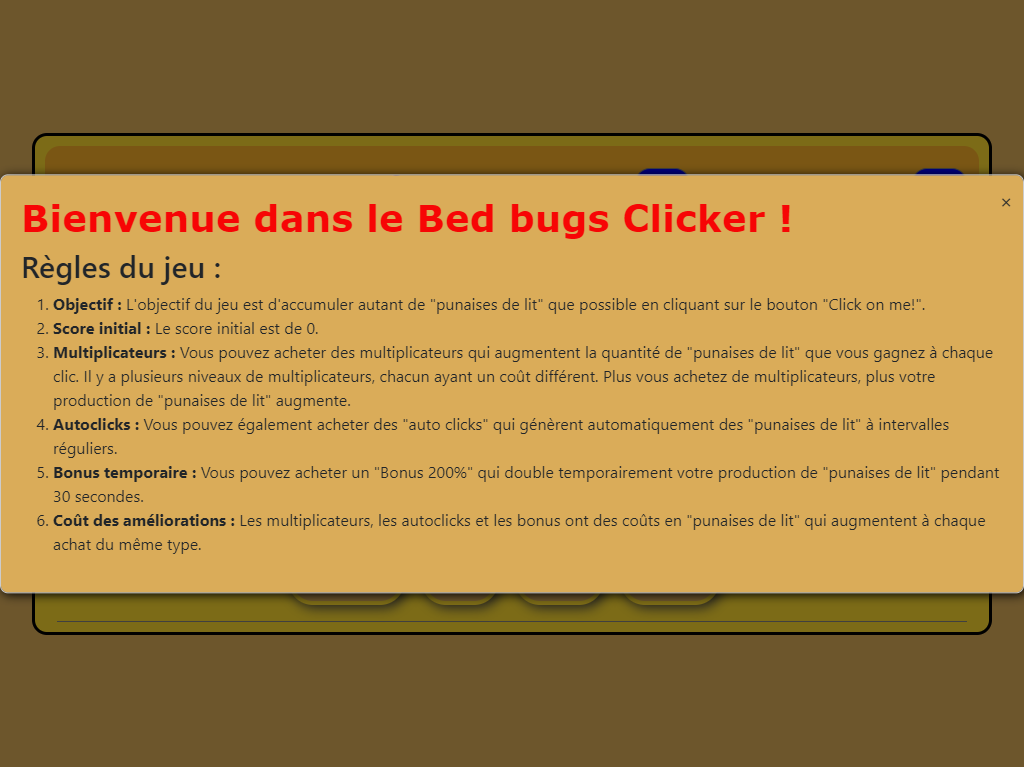 Bienvenue dans le Bed bugs Clicker !
×
Règles du jeu :
1. Objectif : L'objectif du jeu est d'accumuler autant de "punaises de lit" que possible en cliquant sur le bouton "Click on me!".
2. Score initial : Le score initial est de 0.
3. Multiplicateurs : Vous pouvez acheter des multiplicateurs qui augmentent la quantité de "punaises de lit" que vous gagnez à chaque
clic. Il y a plusieurs niveaux de multiplicateurs, chacun ayant un coût différent. Plus vous achetez de multiplicateurs, plus votre
production de "punaises de lit" augmente.
4. Autoclicks : Vous pouvez également acheter des "auto clicks" qui génèrent automatiquement des "punaises de lit" à intervalles
réguliers.
5. Bonus temporaire : Vous pouvez acheter un "Bonus 200%" qui double temporairement votre production de "punaises de lit" pendant
30 secondes.
6. Coût des améliorations : Les multiplicateurs, les autoclicks et les bonus ont des coûts en "punaises de lit" qui augmentent à chaque
achat du même type.